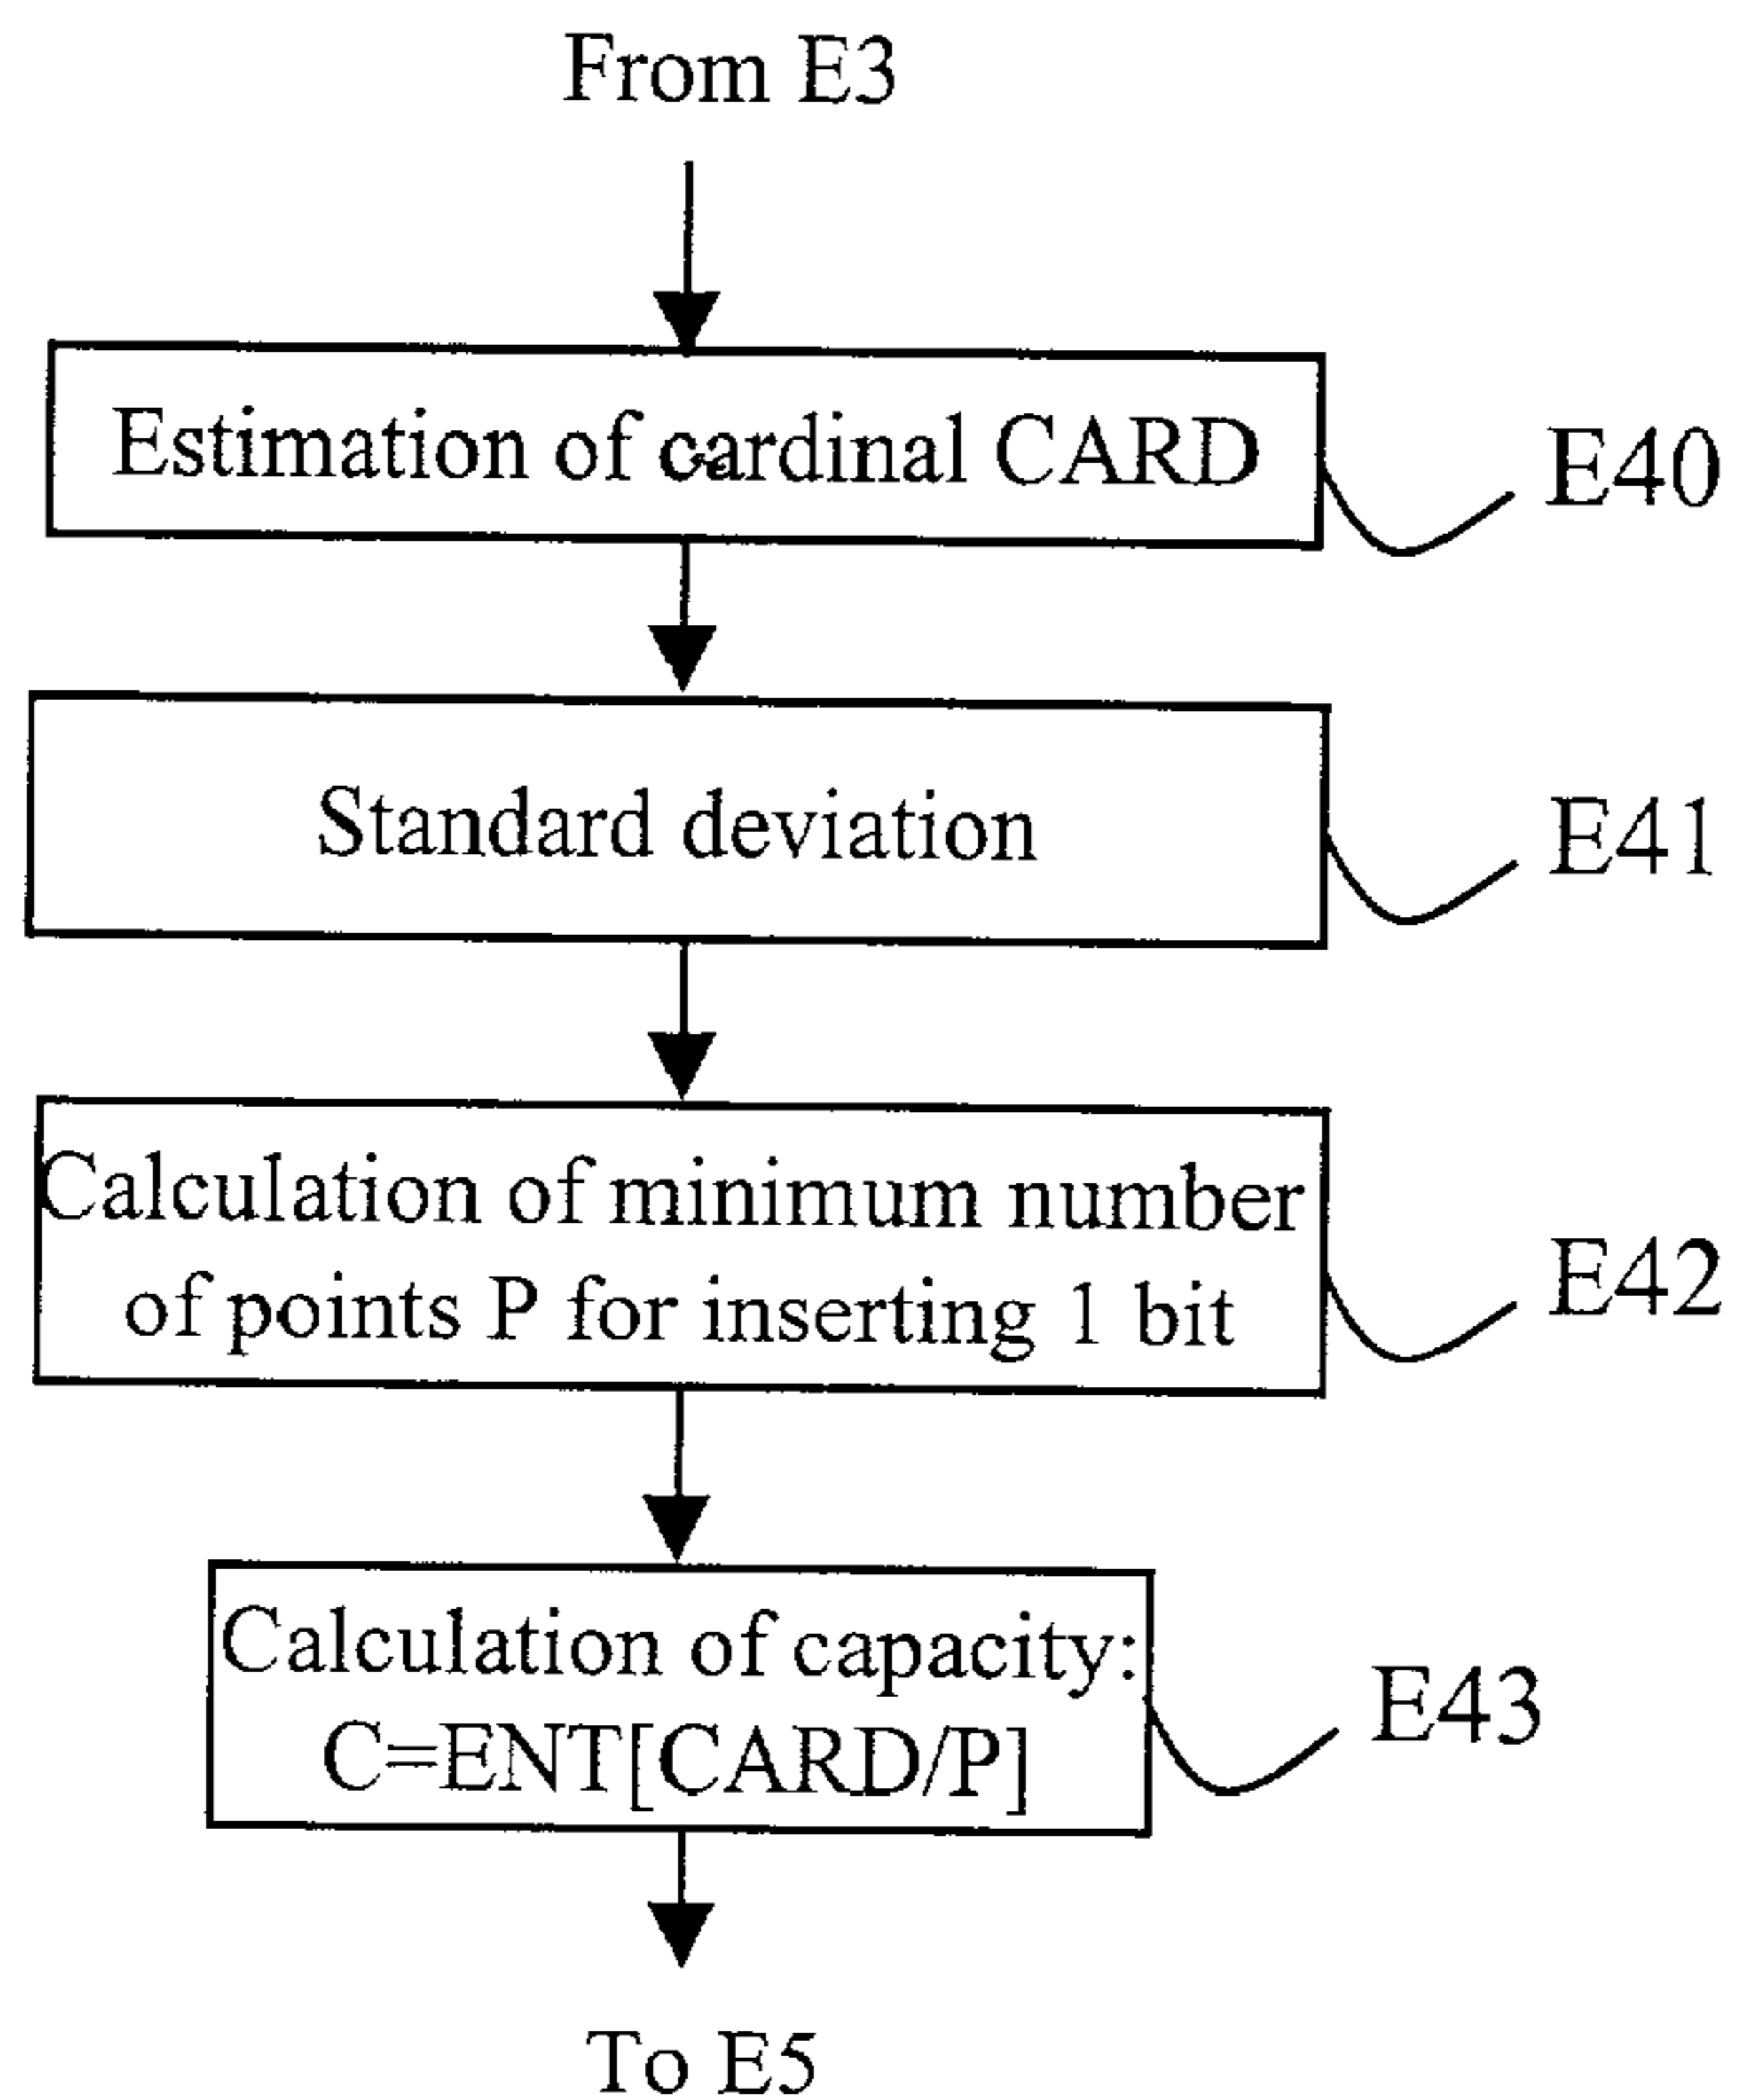 From E3
Estimation of cardinal CARD
E40
Standard deviation
E41
Calculation of minimum number
of points P for inserting 1 bit
E42
Calculation of capacity:
C=ENT[CARD/P]
E43
To E5